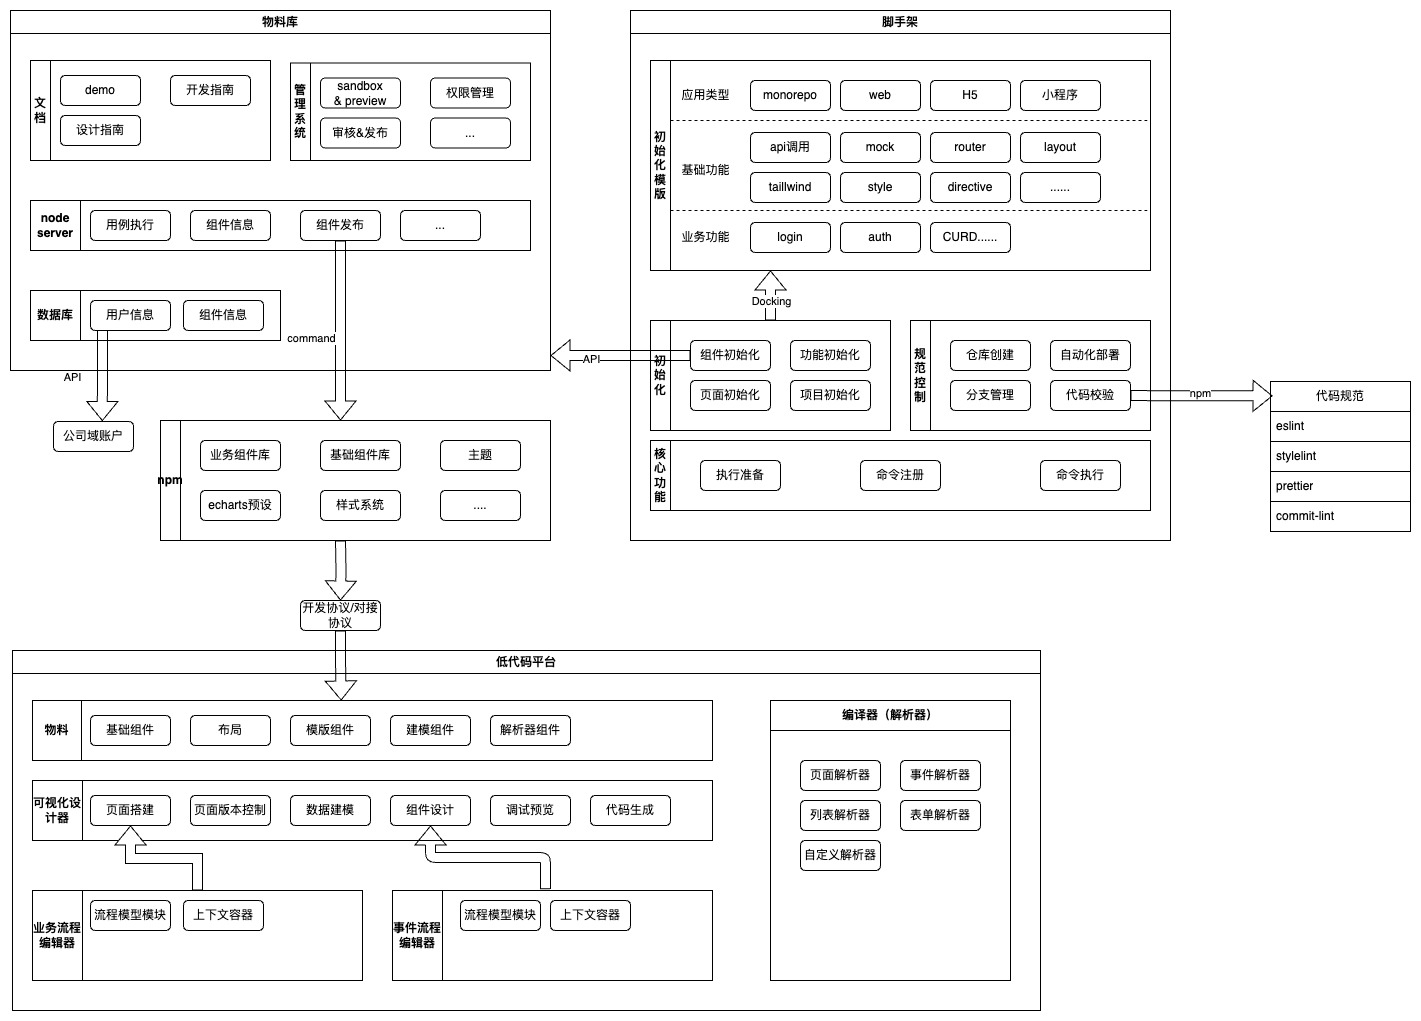 物料库
文
档
demo
开发指南
设计指南
管
理
系
统
sandbox
& preview
权限管理
审核&发布
...
node
server
用例执行
组件信息
组件发布
...
数据库
用户信息
组件信息
API
command
公司域账户
npm
业务组件库
基础组件库
主题
echarts预设
样式系统
....
开发协议/对接
协议
脚手架
初
始
化
模
版
应用类型
monorepo
web
H5
小程序
基础功能
api调用
mock
router
layout
taillwind
style
directive
......
业务功能
login
auth
CURD......
Docking
API
初
始
化
组件初始化
功能初始化
页面初始化
项目初始化
规
范
控
制
仓库创建
自动化部署
分支管理
代码校验
npm
核
心
功
能
执行准备
命令注册
命令执行
代码规范
eslint
stylelint
prettier
commit-lint
低代码平台
物料
基础组件
布局
模版组件
建模组件
解析器组件
可视化设
计器
页面搭建
页面版本控制
数据建模
组件设计
调试预览
代码生成
业务流程
编辑器
流程模型模块
上下文容器
事件流程
编辑器
流程模型模块
上下文容器
编译器（解析器）
页面解析器
事件解析器
列表解析器
表单解析器
自定义解析器